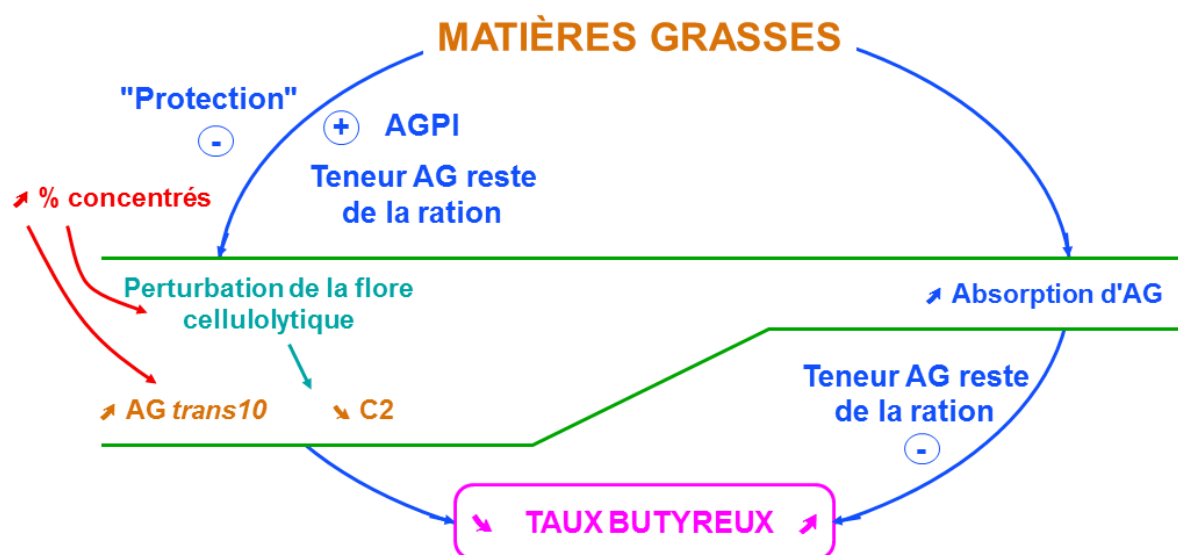 MATIÈRES GRASSES
"Protection"
-
+ AGPI
Teneur AG reste
de la ration
% concentrés
Perturbation de la flore
cellulolytique
Absorption d'AG
AG trans10
C2
Teneur AG reste
de la ration
-
TAUX BUTYREUX